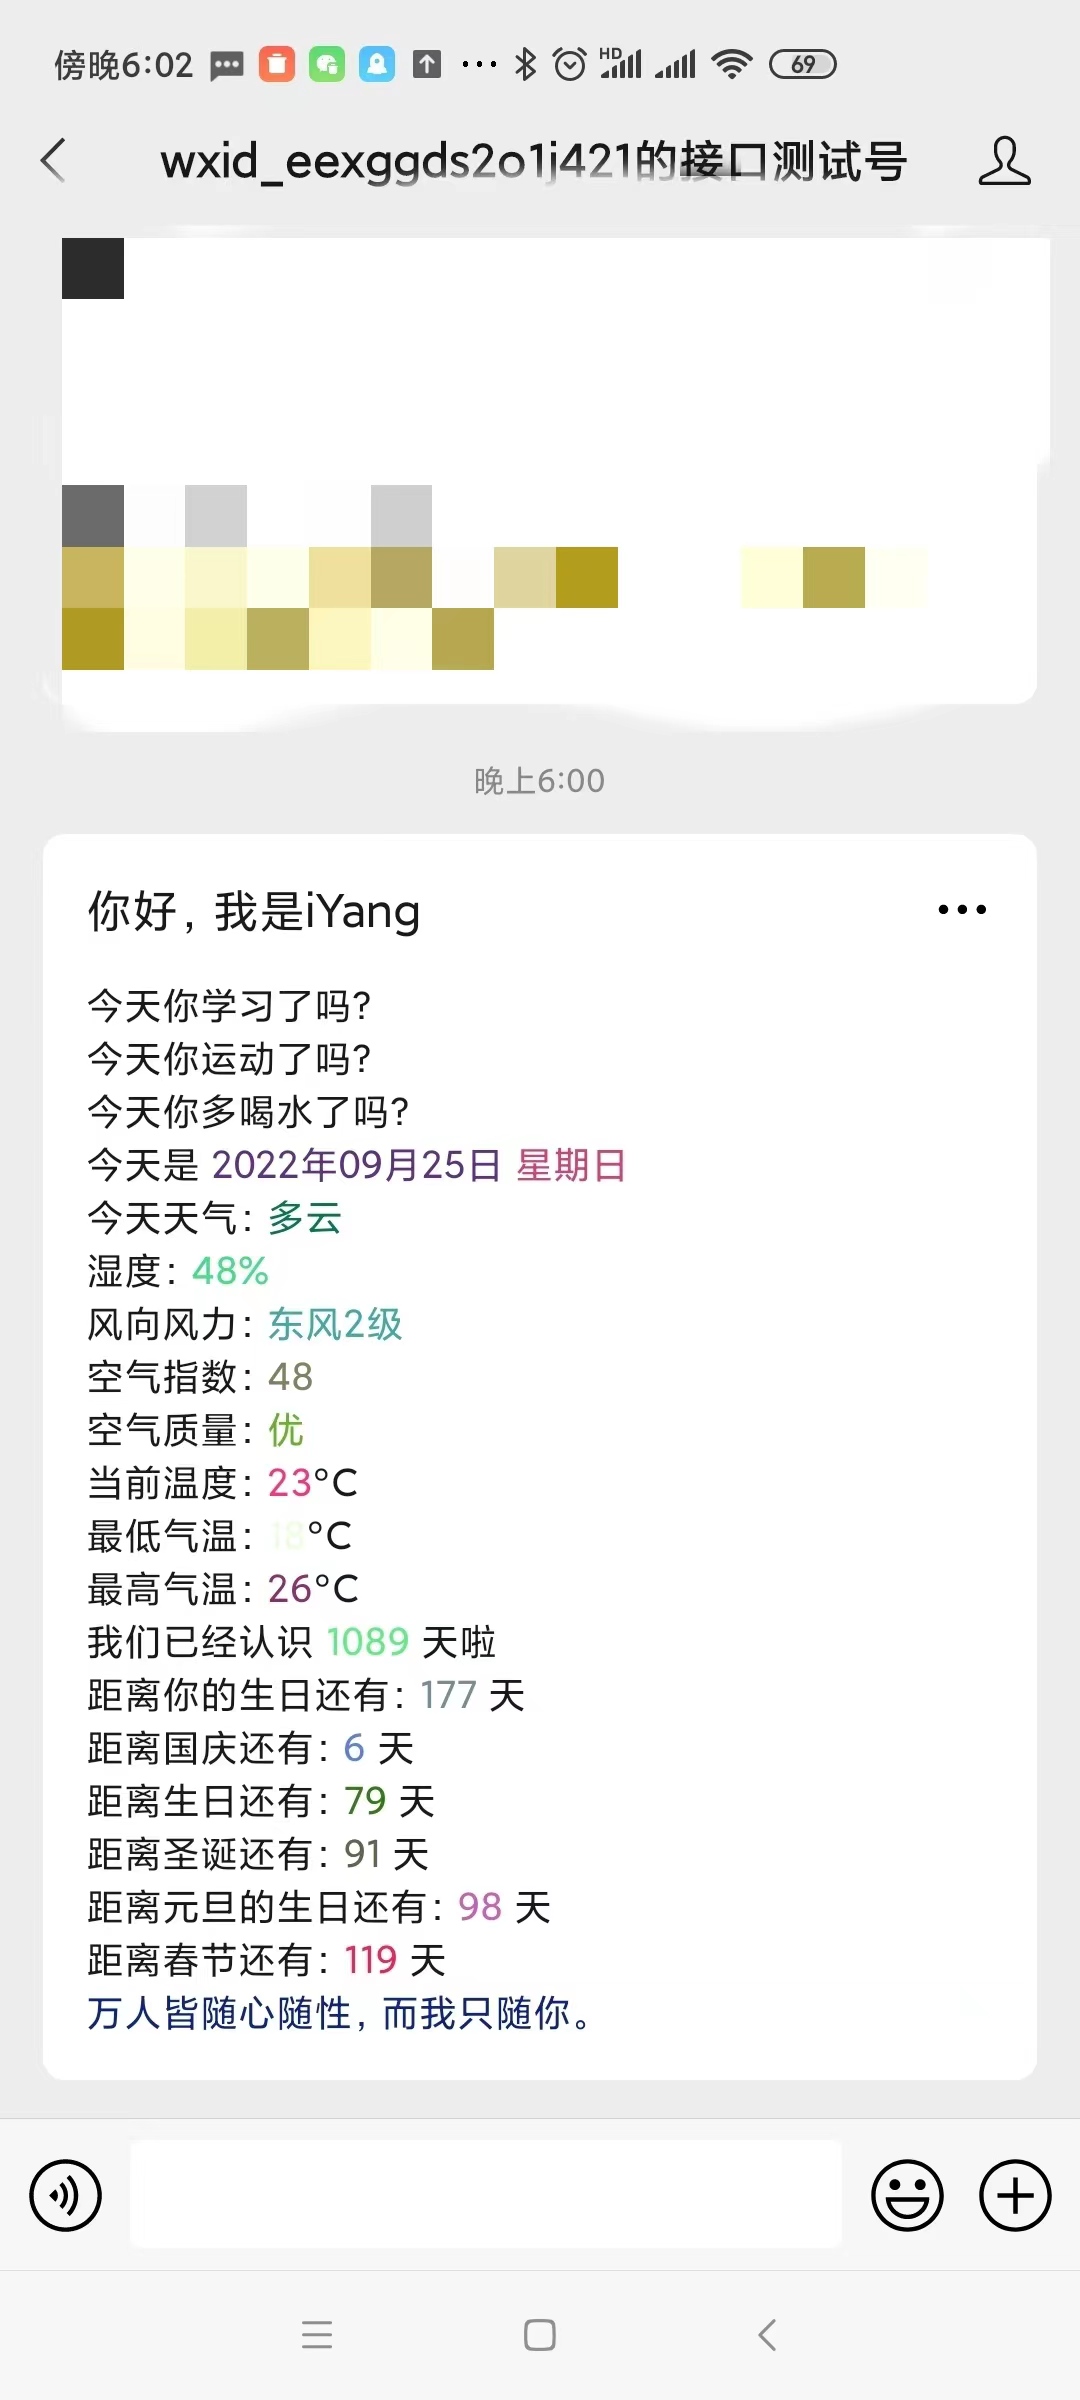 傍晚6:02 HD 69
wxid_eexggds2o1j421的接口测试号
晚上6:00
你好,我是iYang
今天你学习了吗?
今天你运动了吗?
今天你多喝水了吗?
今天是 2022年09月25日 星期日
今天天气:多云
湿度:48%
风向风力:东风2级
空气指数:48
空气质量:优
当前温度:23°C
最低气温:18°C
最高气温:26°C
我们已经认识 1089 天啦
距离你的生日还有:177 天
距离国庆还有:6 天
距离生日还有:79 天
距离圣诞还有:91 天
距离元旦的生日还有:98 天
距离春节还有:119 天
万人皆随心随性,而我只随你。